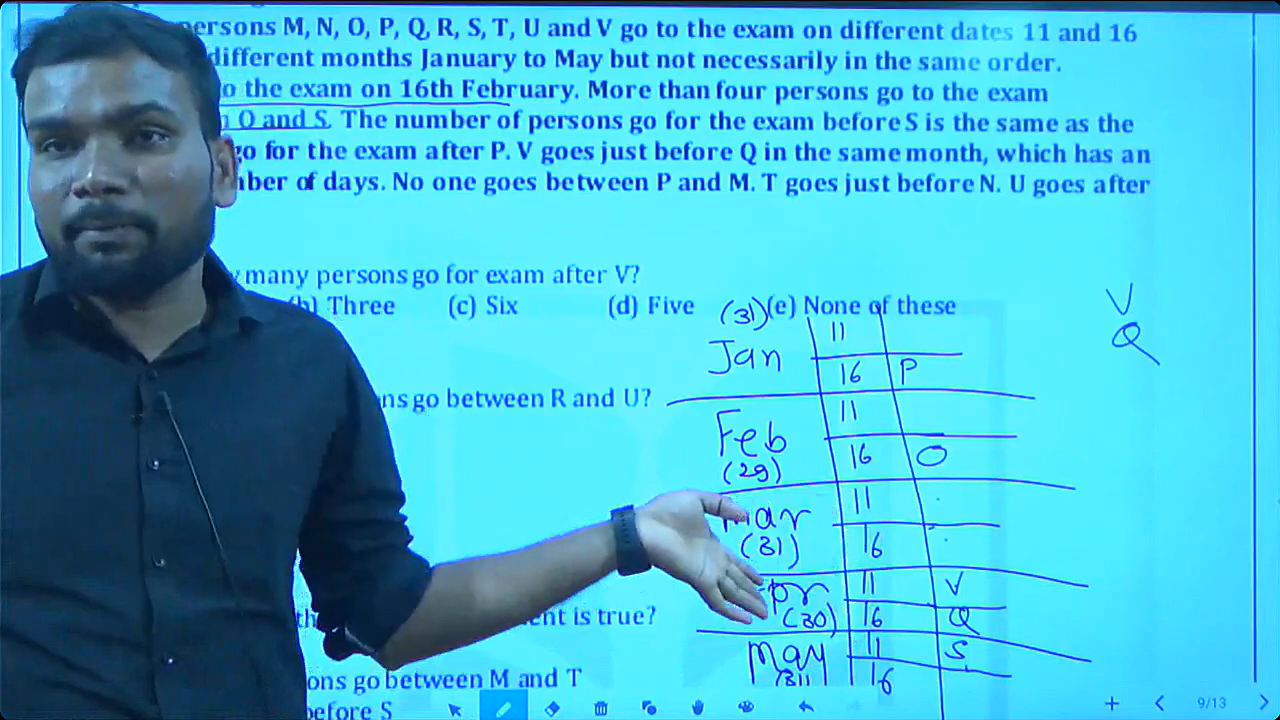 ersons M, N, O, P, Q, R, S, T, U and V go to the exam on different dates 11 and 16
different months January to May but not necessarily in the same order.
o the exam on 16th February. More than four persons go to the exam
O and S. The number of persons go for the exam before S is the same as the
go for the exam after P. V goes just before Q in the same month, which has an
ber of days. No one goes between P and M. T goes just before N. U goes after
many persons go for exam after V?
(b) Three (c) Six (d) Five (e) None of these
ns go between R and U?
ent is true?
ons go between M and T
before S
V
Q
(31)
Jan 11
16 P
Feb 11
(29) 16 O
Mar 11
(31) 16
pr 11 V
(30) 16 Q
May 11 S
(31) 16
9/13